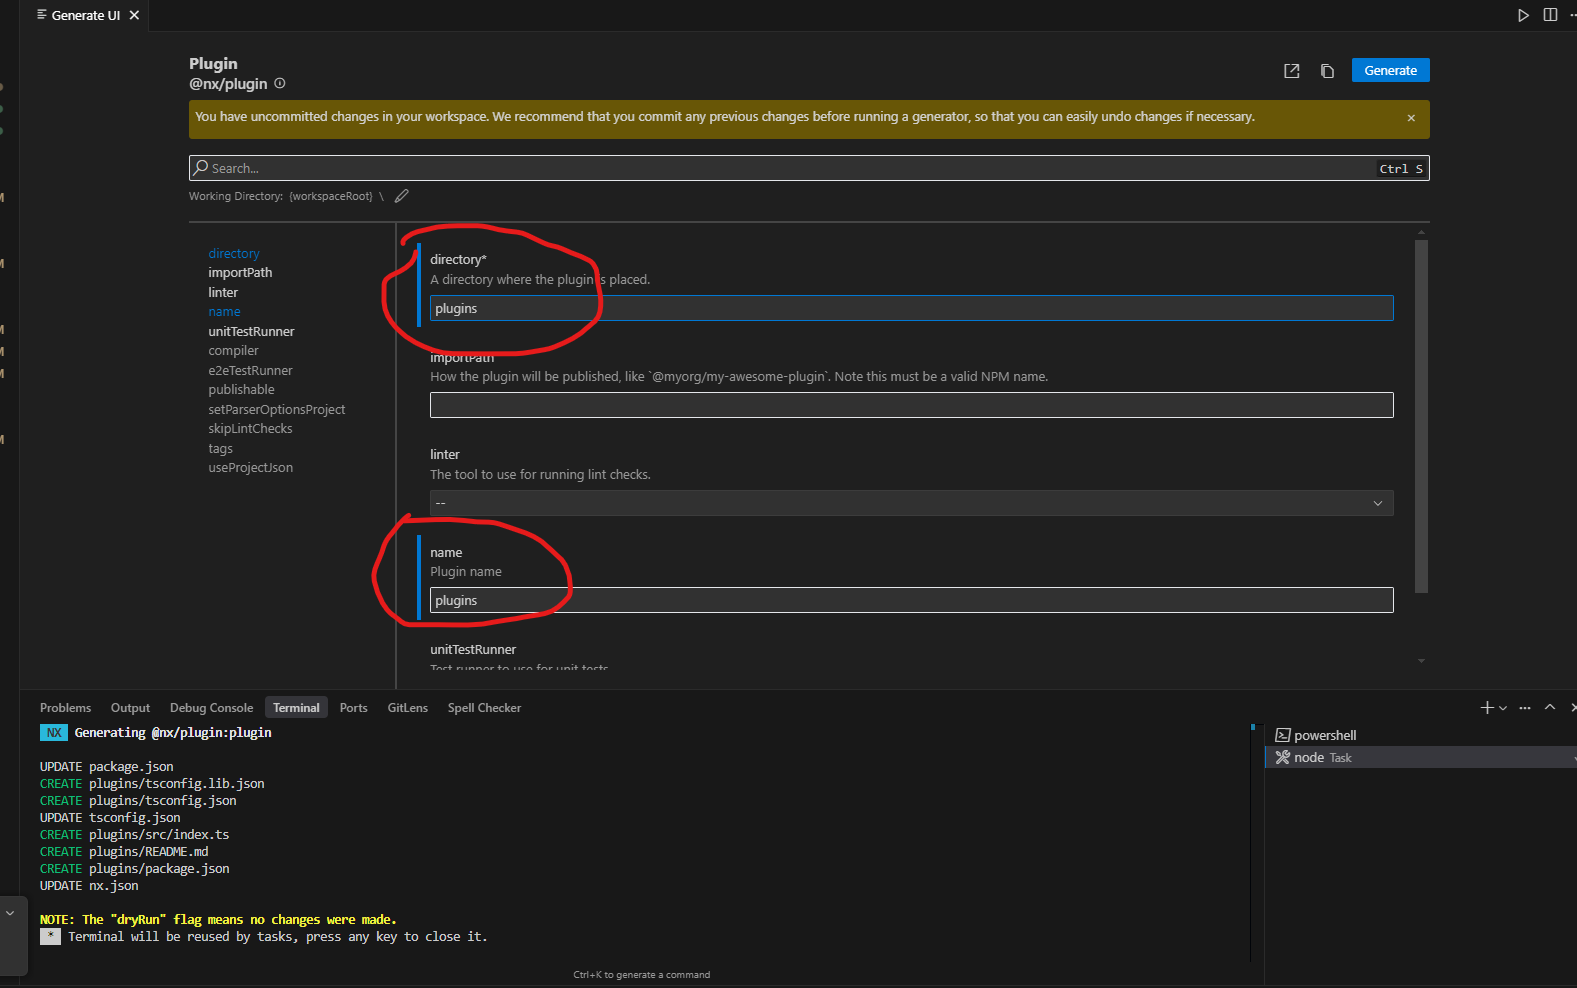 Generate UI
Plugin
@nx/plugin
Generate
You have uncommitted changes in your workspace. We recommend that you commit any previous changes before running a generator, so that you can easily undo changes if necessary.
Search...
Ctrl S
Working Directory: {workspaceRoot} \
directory
importPath
linter
name
unitTestRunner
compiler
e2eTestRunner
publishable
setParserOptionsProject
skipLintChecks
tags
useProjectJson
directory*
A directory where the plugin is placed.
plugins
importPath
How the plugin will be published, like `@myorg/my-awesome-plugin`. Note this must be a valid NPM name.
linter
The tool to use for running lint checks.
--
name
Plugin name
plugins
unitTestRunner
Test runner to use for unit tests.
M
M
M
M
M
M
Problems
Output
Debug Console
Terminal
Ports
GitLens
Spell Checker
NX Generating @nx/plugin:plugin
UPDATE package.json
CREATE plugins/tsconfig.lib.json
CREATE plugins/tsconfig.json
UPDATE tsconfig.json
CREATE plugins/src/index.ts
CREATE plugins/README.md
CREATE plugins/package.json
UPDATE nx.json
NOTE: The "dryRun" flag means no changes were made.
* Terminal will be reused by tasks, press any key to close it.
powershell
node Task
Ctrl+K to generate a command